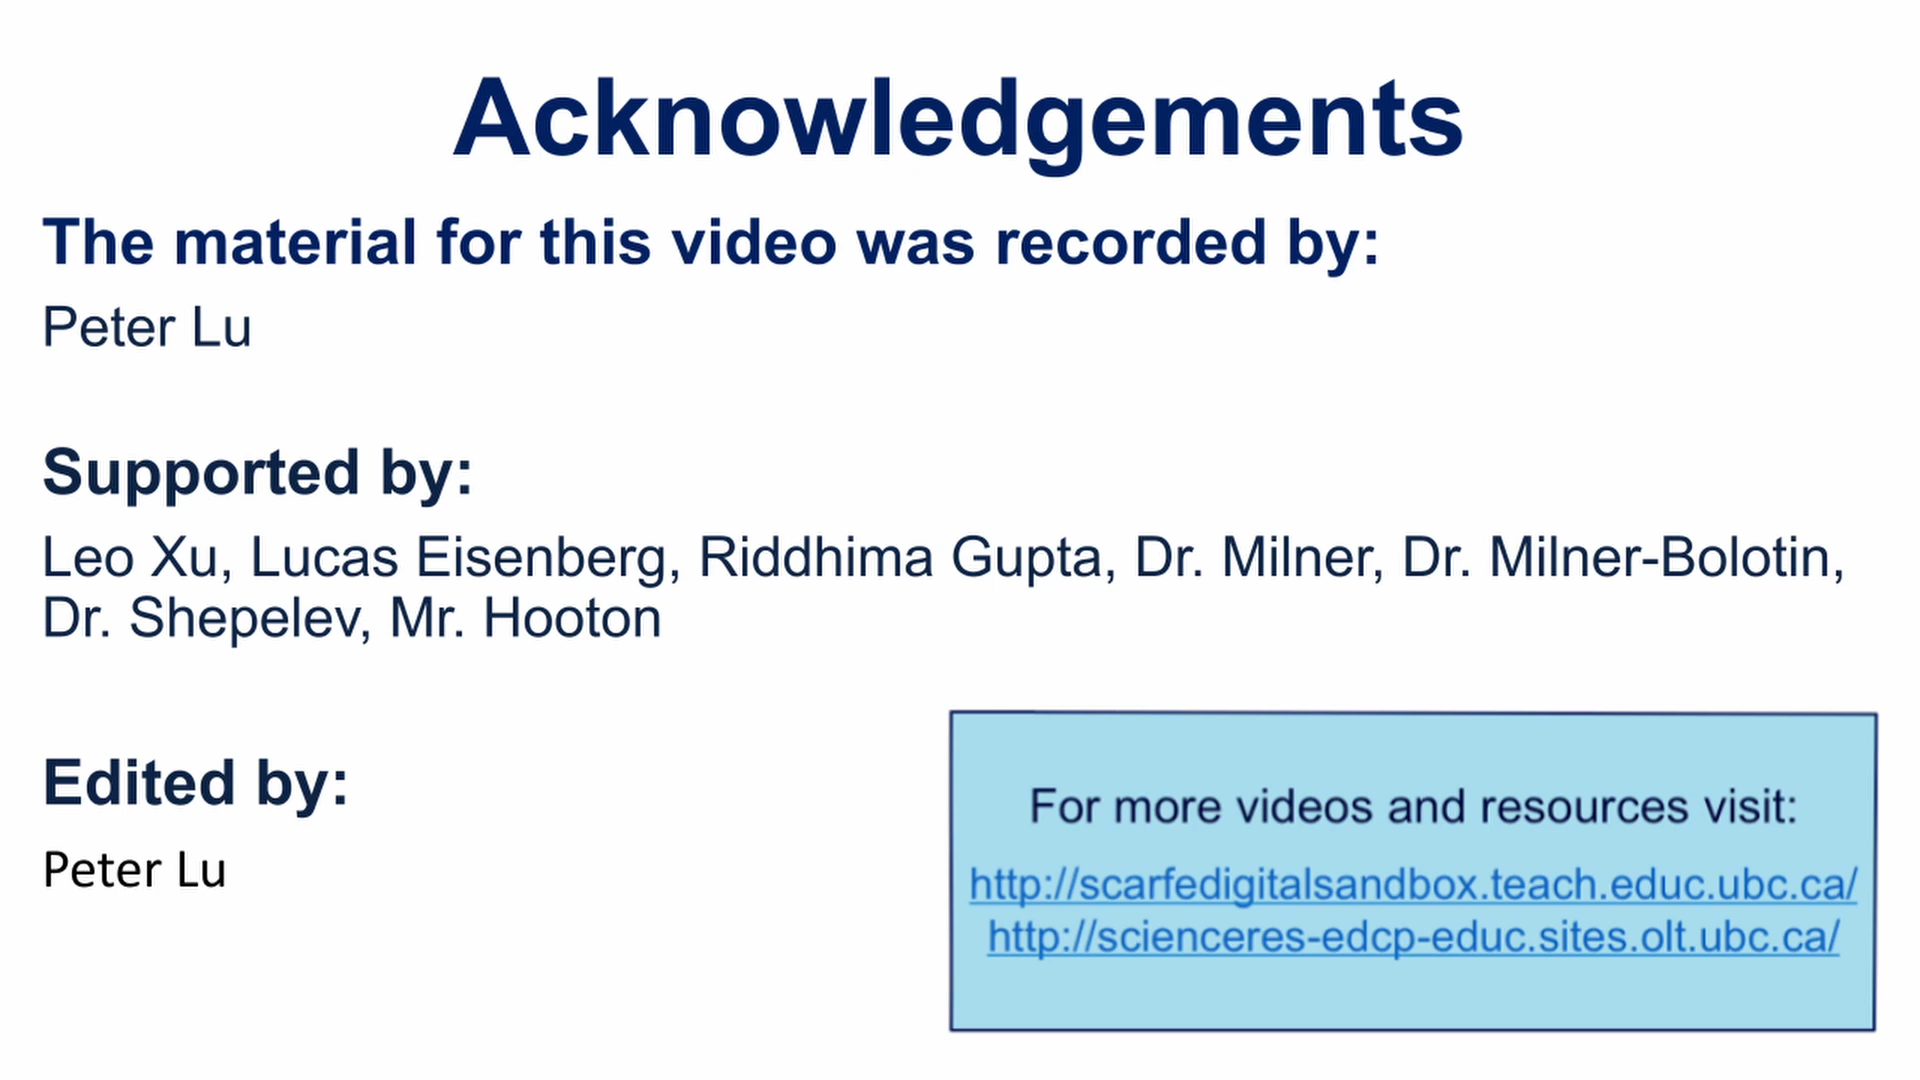 Acknowledgements
The material for this video was recorded by:
Peter Lu
Supported by:
Leo Xu, Lucas Eisenberg, Riddhima Gupta, Dr. Milner, Dr. Milner-Bolotin,
Dr. Shepelev, Mr. Hooton
Edited by:
Peter Lu
For more videos and resources visit:
http://scarfedigitalsandbox.teach.educ.ubc.ca/
http://scienceres-edcp-educ.sites.olt.ubc.ca/